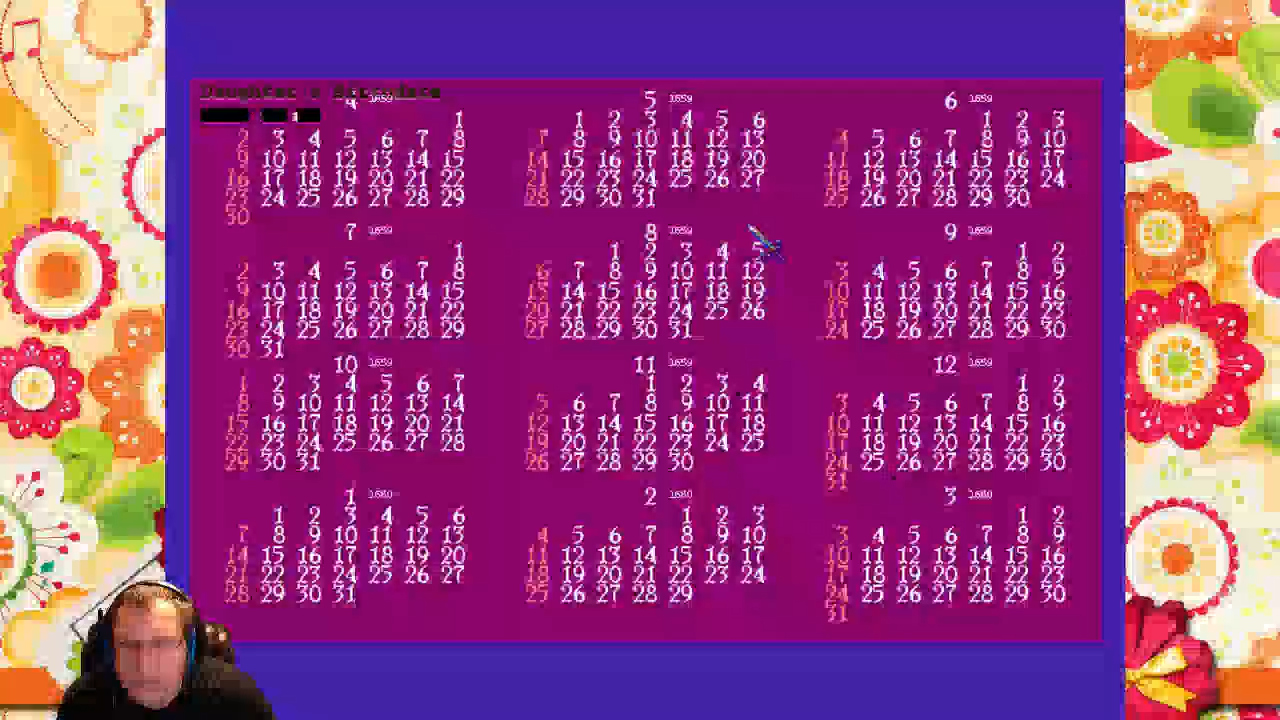 Daughter's Birthdate
4 1659
1
2 3 4 5 6 7 8
9 10 11 12 13 14 15
16 17 18 19 20 21 22
23 24 25 26 27 28 29
30
5 1659
1 2 3 4 5 6
7 8 9 10 11 12 13
14 15 16 17 18 19 20
21 22 23 24 25 26 27
28 29 30 31
6 1659
1 2 3
4 5 6 7 8 9 10
11 12 13 14 15 16 17
18 19 20 21 22 23 24
25 26 27 28 29 30
7 1659
1
2 3 4 5 6 7 8
9 10 11 12 13 14 15
16 17 18 19 20 21 22
23 24 25 26 27 28 29
30 31
8 1659
1 2 3 4 5
6 7 8 9 10 11 12
13 14 15 16 17 18 19
20 21 22 23 24 25 26
27 28 29 30 31
9 1659
1 2
3 4 5 6 7 8 9
10 11 12 13 14 15 16
17 18 19 20 21 22 23
24 25 26 27 28 29 30
10 1659
1 2 3 4 5 6 7
8 9 10 11 12 13 14
15 16 17 18 19 20 21
22 23 24 25 26 27 28
29 30 31
11 1659
1 2 3 4
5 6 7 8 9 10 11
12 13 14 15 16 17 18
19 20 21 22 23 24 25
26 27 28 29 30
12 1659
1 2
3 4 5 6 7 8 9
10 11 12 13 14 15 16
17 18 19 20 21 22 23
24 25 26 27 28 29 30
31
1 1660
1 2 3 4 5 6
7 8 9 10 11 12 13
14 15 16 17 18 19 20
21 22 23 24 25 26 27
28 29 30 31
2 1660
1 2 3
4 5 6 7 8 9 10
11 12 13 14 15 16 17
18 19 20 21 22 23 24
25 26 27 28 29
3 1660
1 2
3 4 5 6 7 8 9
10 11 12 13 14 15 16
17 18 19 20 21 22 23
24 25 26 27 28 29 30
31